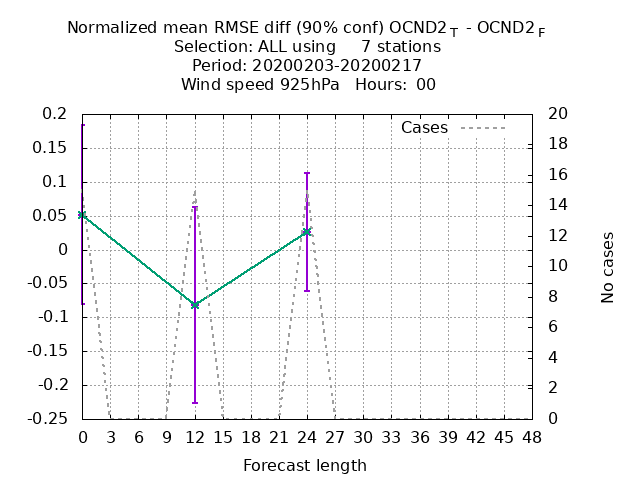 Normalized mean RMSE diff (90% conf) OCND2 T - OCND2 F
Selection: ALL using 7 stations
Period: 20200203-20200217
Wind speed 925hPa Hours: 00
Cases
0.2
0.15
0.1
0.05
0
-0.05
-0.1
-0.15
-0.2
-0.25
20
18
16
14
12
10
8
6
4
2
0
No cases
0 3 6 9 12 15 18 21 24 27 30 33 36 39 42 45 48
Forecast length